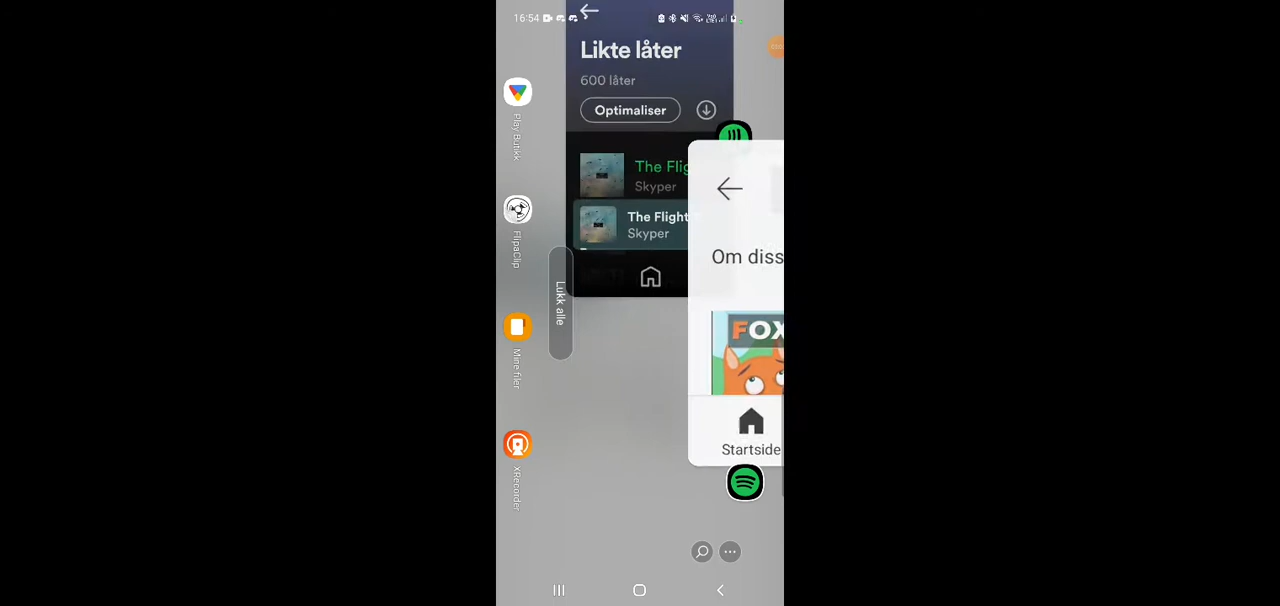 16:54
Likte låter
600 låter
Optimaliser
The Flig
Skyper
The Flight
Skyper
Om diss
FOX
Startside
Play Butikk
FlipaClip
Lukk alle
Mine filer
XRecorder